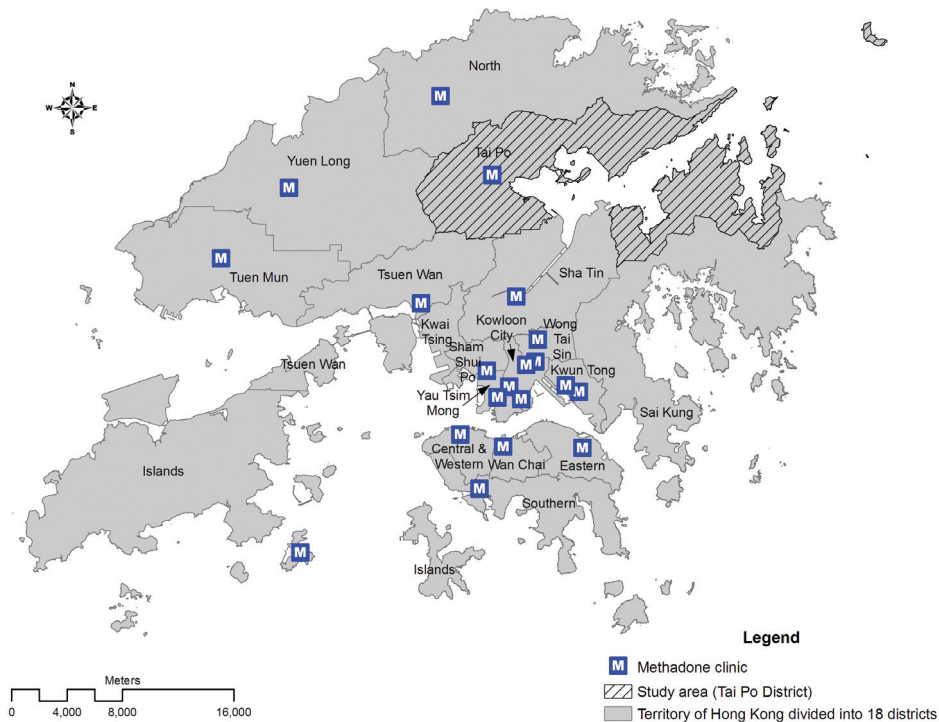 North
M
N
W E
S
Tai Po
Yuen Long
M
M
M
Tuen Mun
Tsuen Wan
Sha Tin
M
M
Kwai
Tsing
Kowloon
City
Wong
Tai
Sin
M
Sham
Shui
Po
M
M
M
Tsuen Wan
Kwun Tong
M
M
M
M
M
Yau Tsim
Mong
Sai Kung
M
Central &
Western
M
Wan Chai
M
Eastern
Islands
M
Southern
M
Islands
Legend
M Methadone clinic
Study area (Tai Po District)
Territory of Hong Kong divided into 18 districts
Meters
0 4,000 8,000 16,000